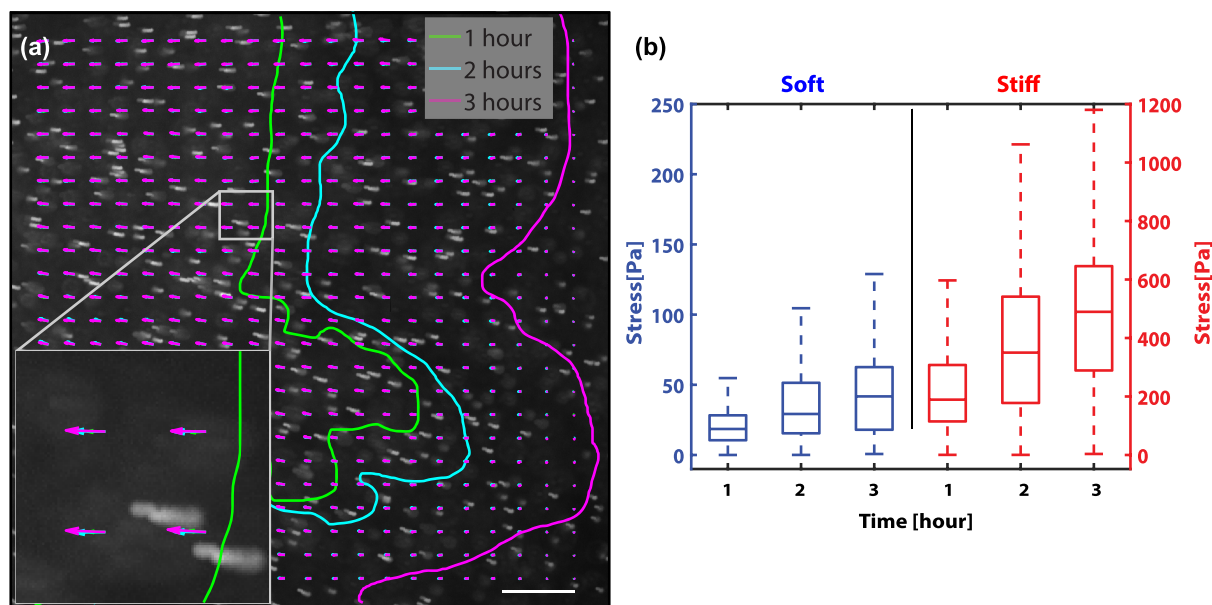 (a)
1 hour
2 hours
3 hours
(b)
Soft
Stiff
250
200
150
100
50
0
Stress[Pa]
1200
1000
800
600
400
200
0
Stress[Pa]
1 2 3 1 2 3
Time [hour]